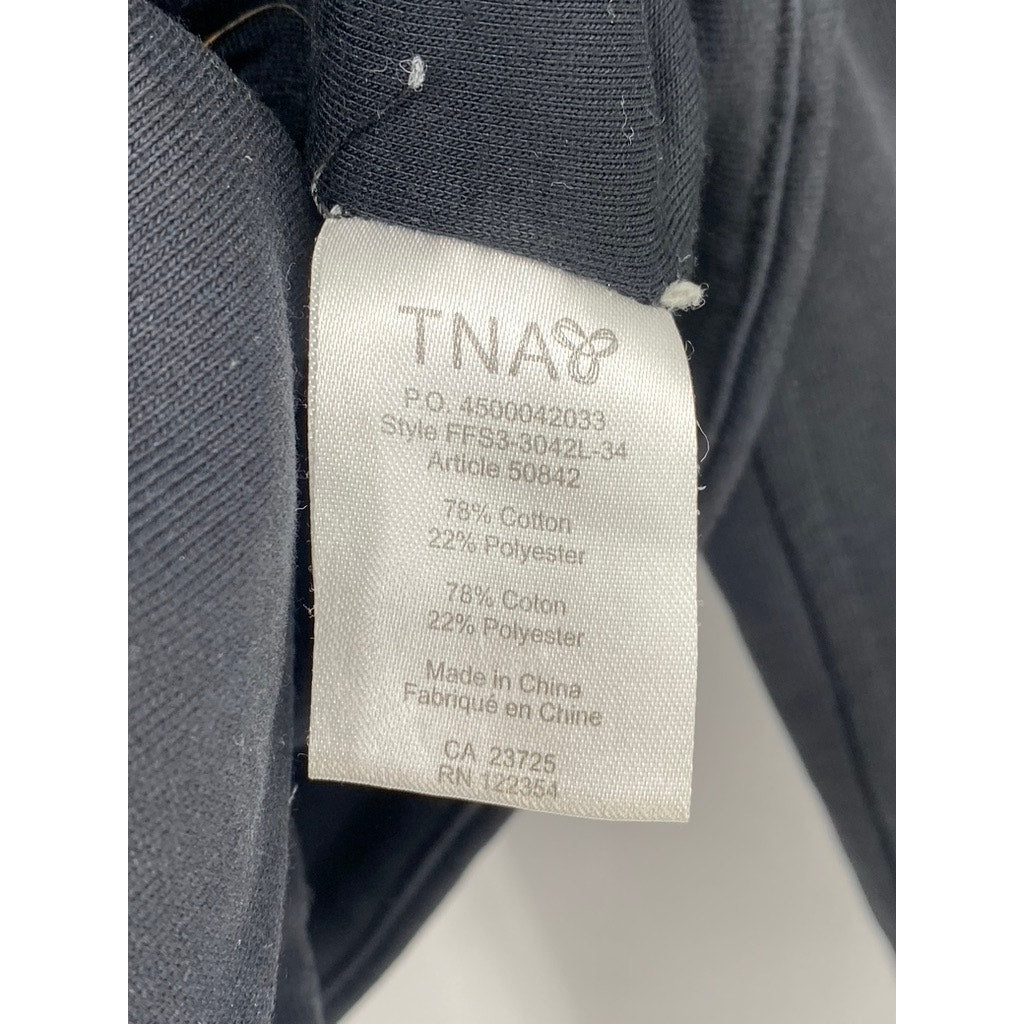 TNA
P.O. 4500042033
Style FFS3-3042L-34
Article 50842
78% Cotton
22% Polyester
78% Coton
22% Polyester
Made in China
Fabriqué en Chine
CA 23725
RN 122354